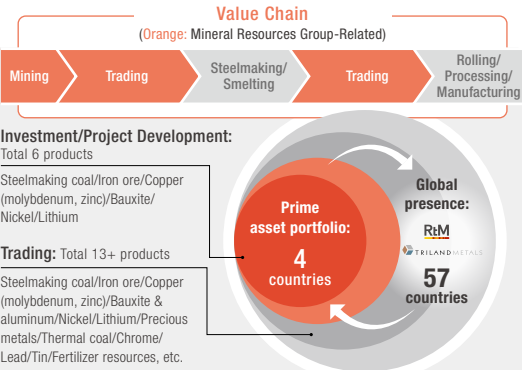 Value Chain
(Orange: Mineral Resources Group-Related)
Mining
Trading
Steelmaking/
Smelting
Trading
Rolling/
Processing/
Manufacturing
Investment/Project Development:
Total 6 products
Steelmaking coal/Iron ore/Copper
(molybdenum, zinc)/Bauxite/
Nickel/Lithium
Trading: Total 13+ products
Steelmaking coal/Iron ore/Copper
(molybdenum, zinc)/Bauxite &
aluminum/Nickel/Lithium/Precious
metals/Thermal coal/Chrome/
Lead/Tin/Fertilizer resources, etc.
Prime
asset portfolio:
4
countries
Global
presence:
RtM
TRILANDMETALS
57
countries